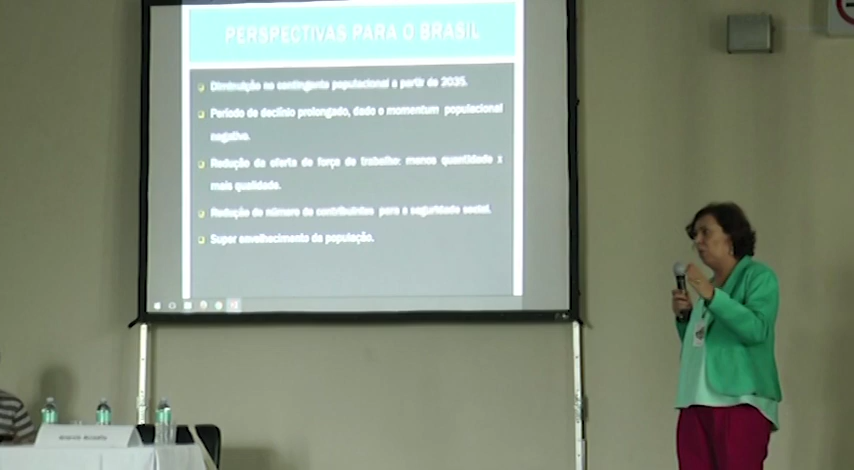 PERSPECTIVAS PARA O BRASIL
Diminuição no contingente populacional a partir de 2035.
Período de declínio prolongado, dado o momentum populacional
negativo.
Redução da oferta de força de trabalho: menos quantidade x
mais qualidade.
Redução do número de contribuintes para a seguridade social.
Super envelhecimento da população.